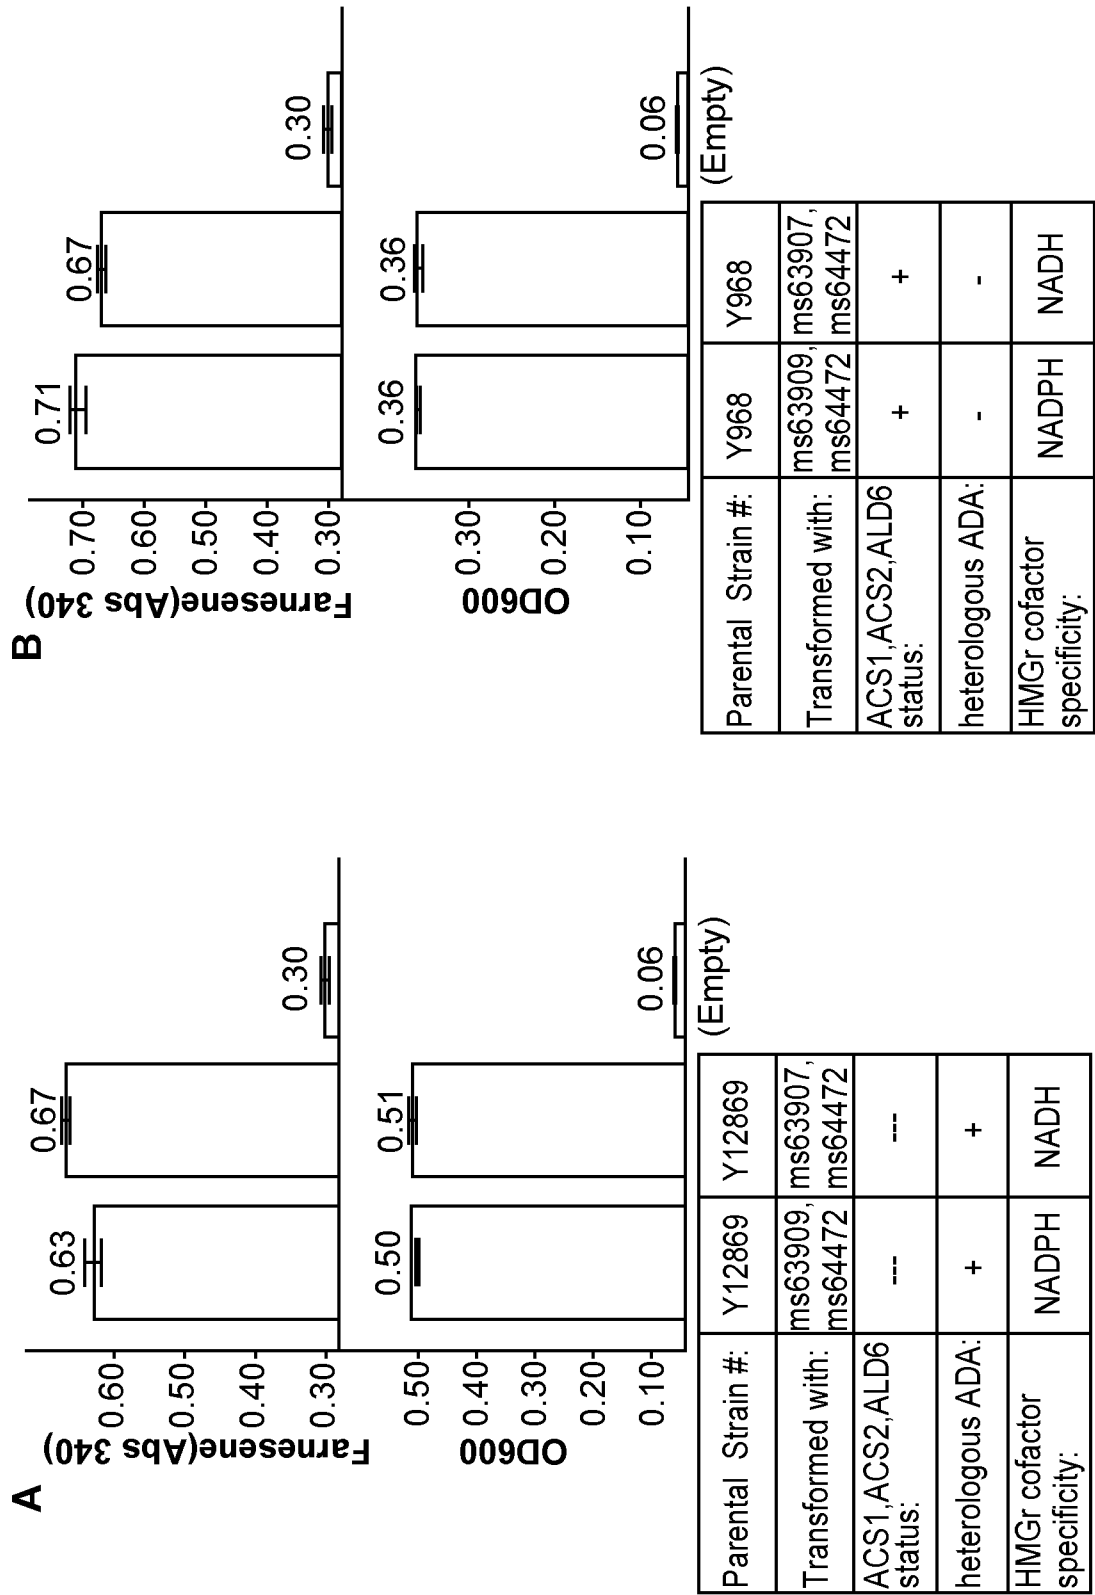 A
Farnesene(Abs 340)
0.60
0.50
0.40
0.30
0.63
0.67
0.30
OD600
0.50
0.40
0.30
0.20
0.10
0.50
0.51
0.06
(Empty)
Parental Strain #: Y12869 Y12869
Transformed with: ms63909, ms63907,
ms64472 ms64472
ACS1,ACS2,ALD6 --- ---
status:
heterologous ADA: + +
HMGr cofactor NADPH NADH
specificity:
B
Farnesene(Abs 340)
0.70
0.60
0.50
0.40
0.30
0.71
0.67
0.30
OD600
0.30
0.20
0.10
0.36
0.36
0.06
(Empty)
Parental Strain #: Y968 Y968
Transformed with: ms63909, ms63907,
ms64472 ms64472
ACS1,ACS2,ALD6 + +
status:
heterologous ADA: - -
HMGr cofactor NADPH NADH
specificity: